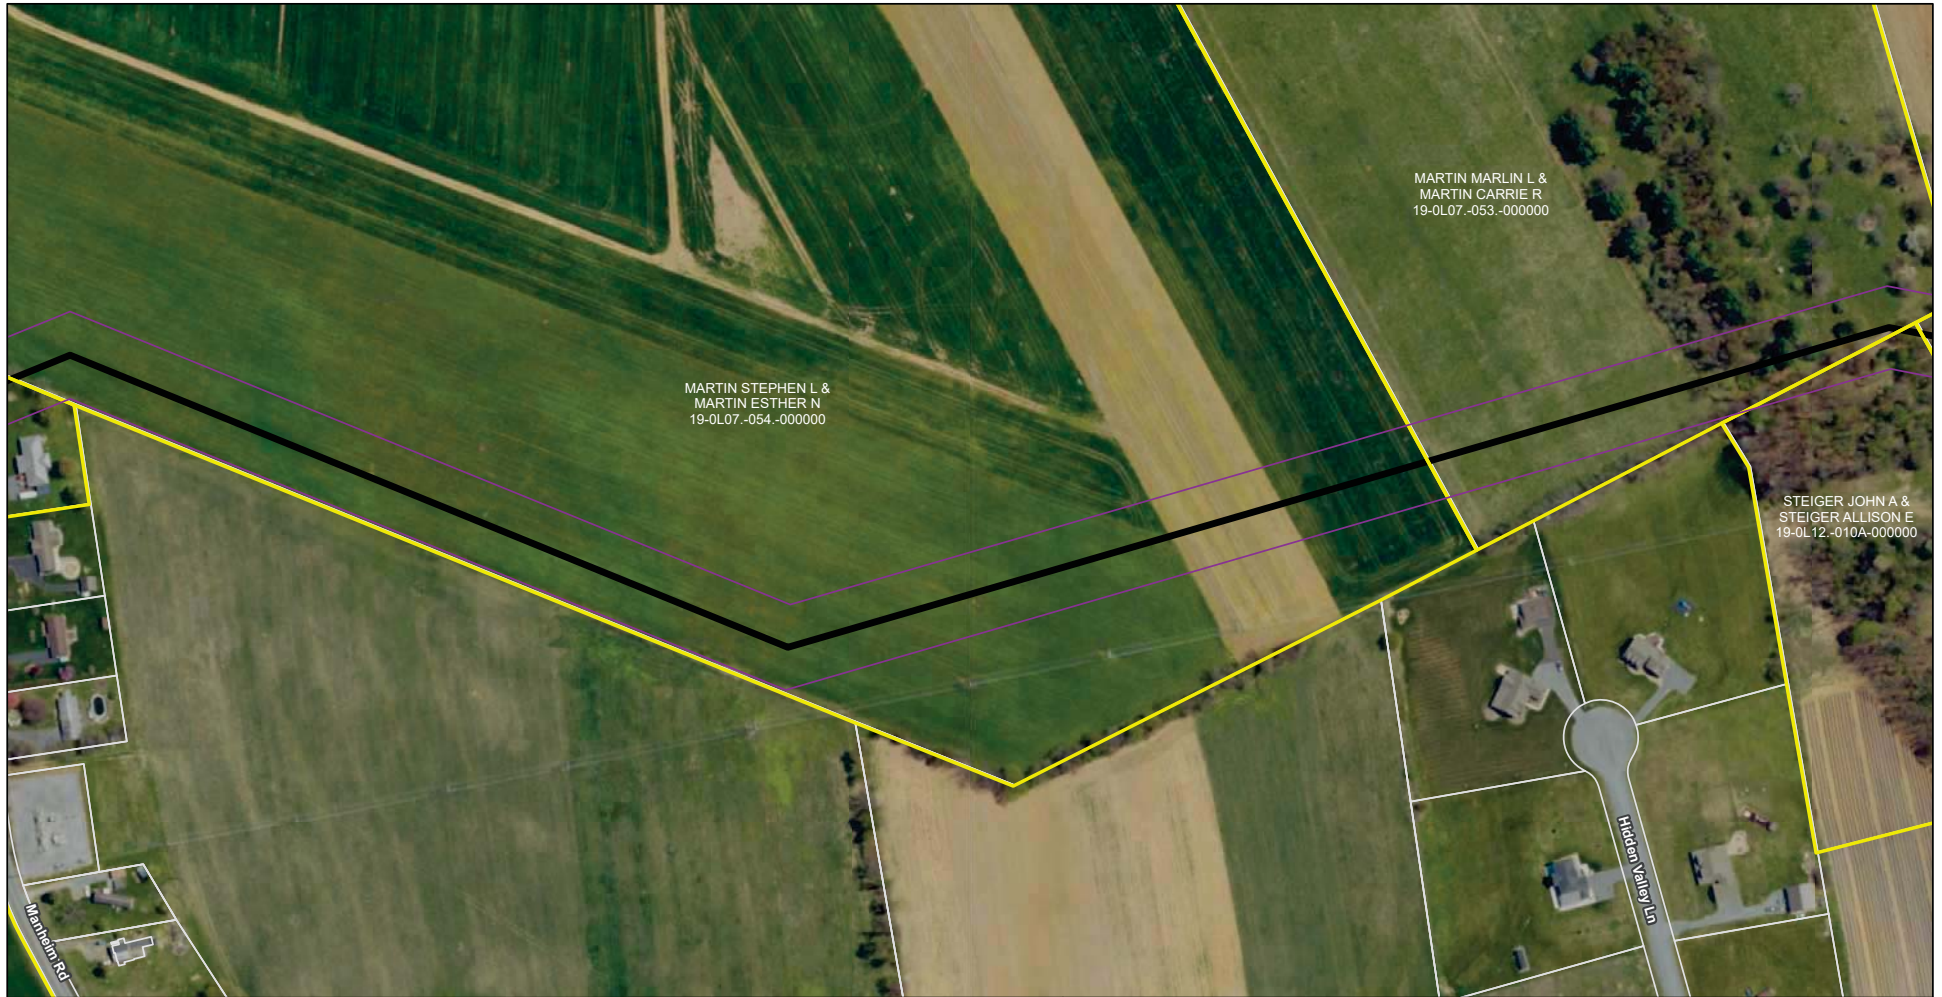 MARTIN MARLIN L &
MARTIN CARRIE R
19-0L07.-053.-000000
MARTIN STEPHEN L &
MARTIN ESTHER N
19-0L07.-054.-000000
STEIGER JOHN A &
STEIGER ALLISON E
19-0L12.-010A-000000
Hidden Valley Ln
Manheim Rd